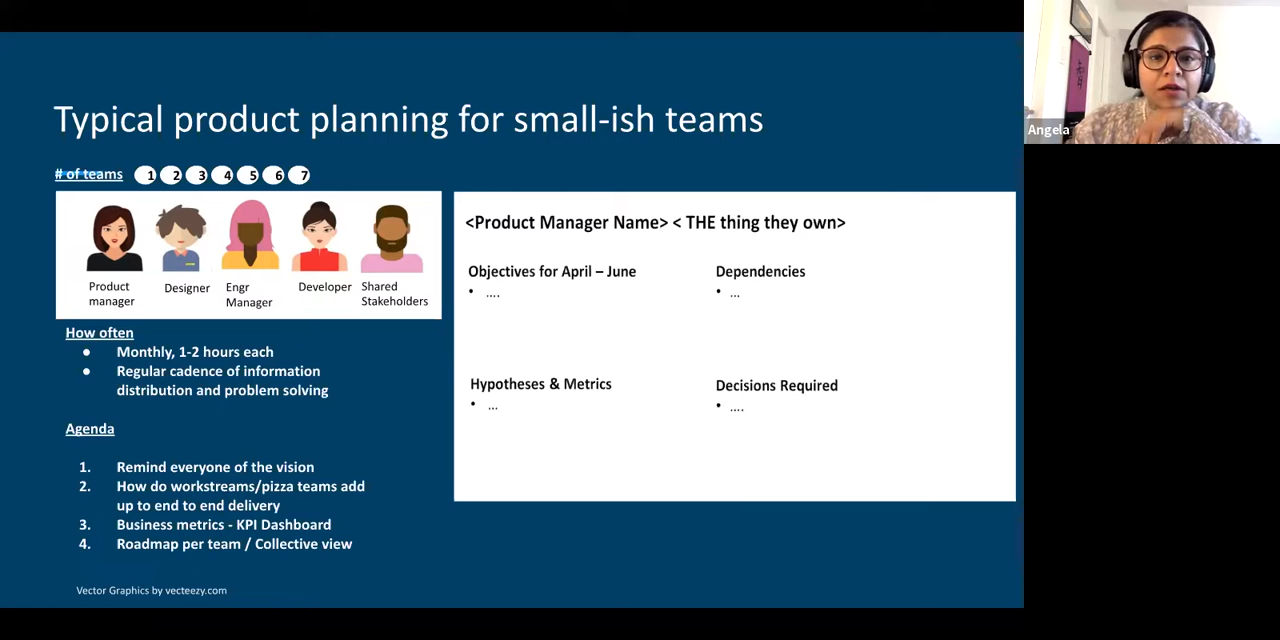 Typical product planning for small-ish teams
# of teams 1 2 3 4 5 6 7
Product manager
Designer
Engr Manager
Developer
Shared Stakeholders
How often
● Monthly, 1-2 hours each
● Regular cadence of information
distribution and problem solving
Agenda
1. Remind everyone of the vision
2. How do workstreams/pizza teams add
up to end to end delivery
3. Business metrics - KPI Dashboard
4. Roadmap per team / Collective view
Vector Graphics by vecteezy.com
<Product Manager Name> < THE thing they own>
Objectives for April – June
• ....
Dependencies
• ...
Hypotheses & Metrics
• ...
Decisions Required
• ....
Angela